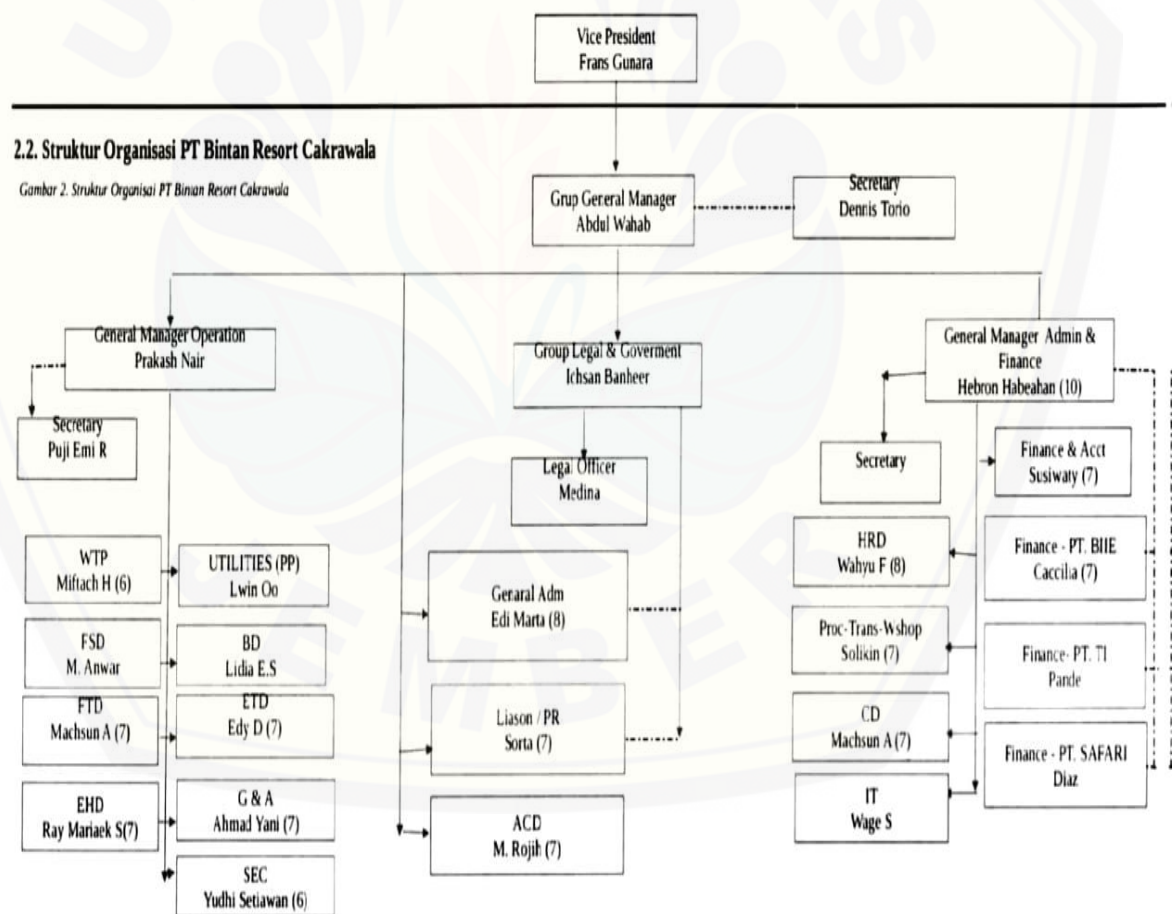 Vice President
Frans Gunara
2.2. Struktur Organisasi PT Bintan Resort Cakrawala
Gambar 2. Struktur Organisai PT Bintan Resort Cakrawala
Grup General Manager
Abdul Wahab
Secretary
Dennis Torio
General Manager Operation
Prakash Nair
Group Legal & Goverment
Ichsan Banheer
General Manager Admin &
Finance
Hebron Habeahan (10)
Secretary
Puji Emi R
Legal Officer
Medina
Secretary
Finance & Acct
Susiwaty (7)
WTP
Miftach H (6)
UTILITIES (PP)
Lwin Oo
FSD
M. Anwar
BD
Lidia E.S
FTD
Machsun A (7)
ETD
Edy D (7)
EHD
Ray Mariaek S(7)
G & A
Ahmad Yani (7)
SEC
Yudhi Setiawan (6)
Genaral Adm
Edi Marta (8)
Liason / PR
Sorta (7)
ACD
M. Rojih (7)
HRD
Wahyu F (8)
Proc-Trans-Wshop
Solikin (7)
CD
Machsun A (7)
IT
Wage S
Finance - PT. BIIE
Caccilia (7)
Finance- PT. TI
Pande
Finance - PT. SAFARI
Diaz
JEMBER